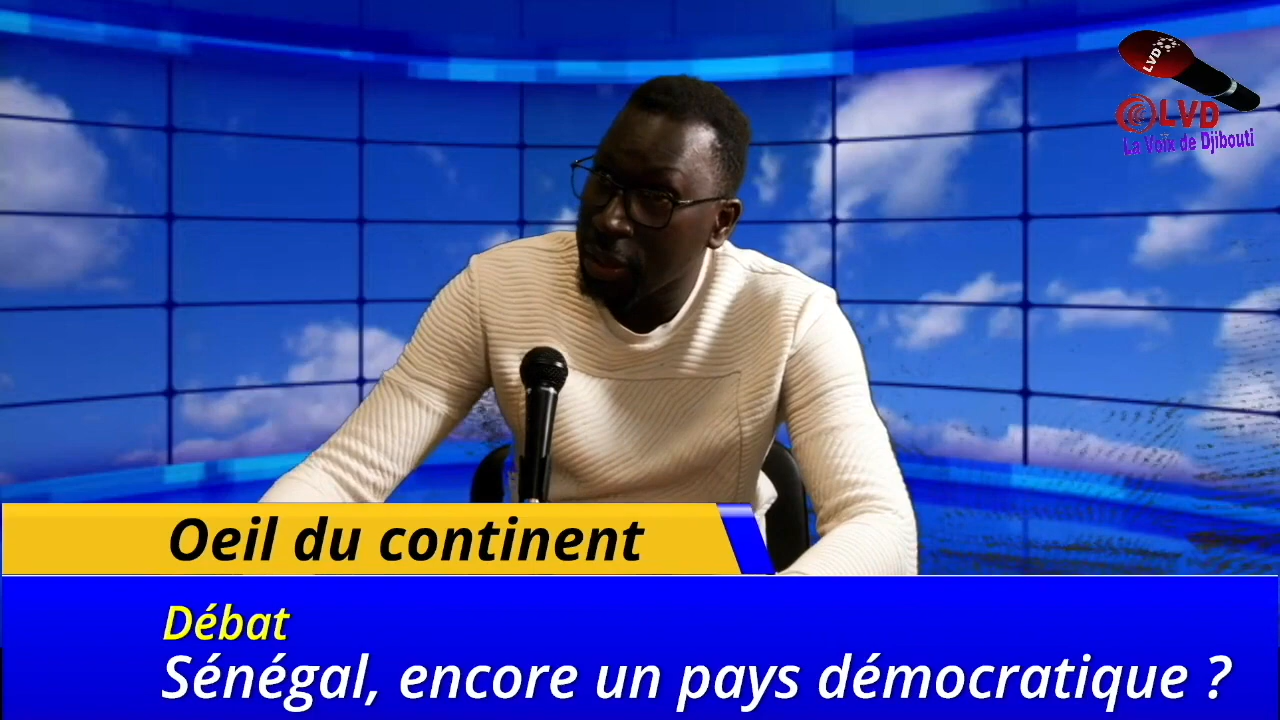 LVD
@LVD
La Voix de Djibouti
Oeil du continent
Débat
Sénégal, encore un pays démocratique ?